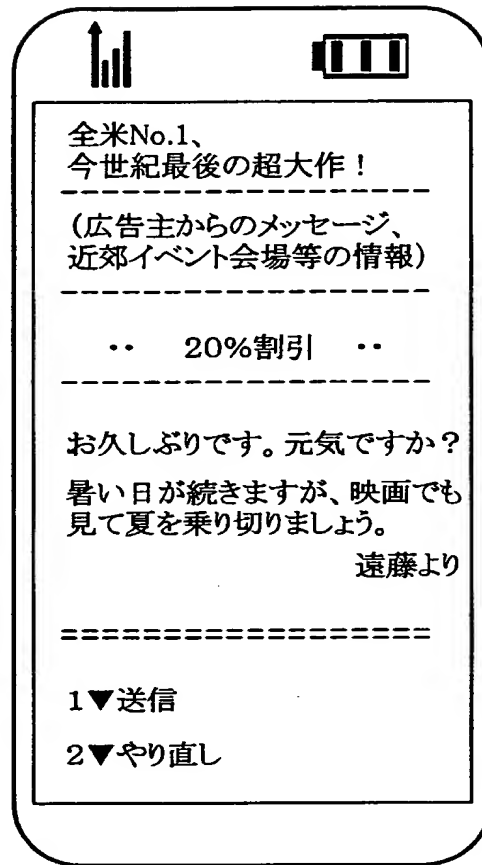 全米No.1、
今世紀最後の超大作！
--------------------
(広告主からのメッセージ、
近郊イベント会場等の情報)
--------------------
・・ 20%割引 ・・
--------------------
お久しぶりです。元気ですか？
暑い日が続きますが、映画でも
見て夏を乗り切りましょう。
遠藤より
===================
1▼送信
2▼やり直し